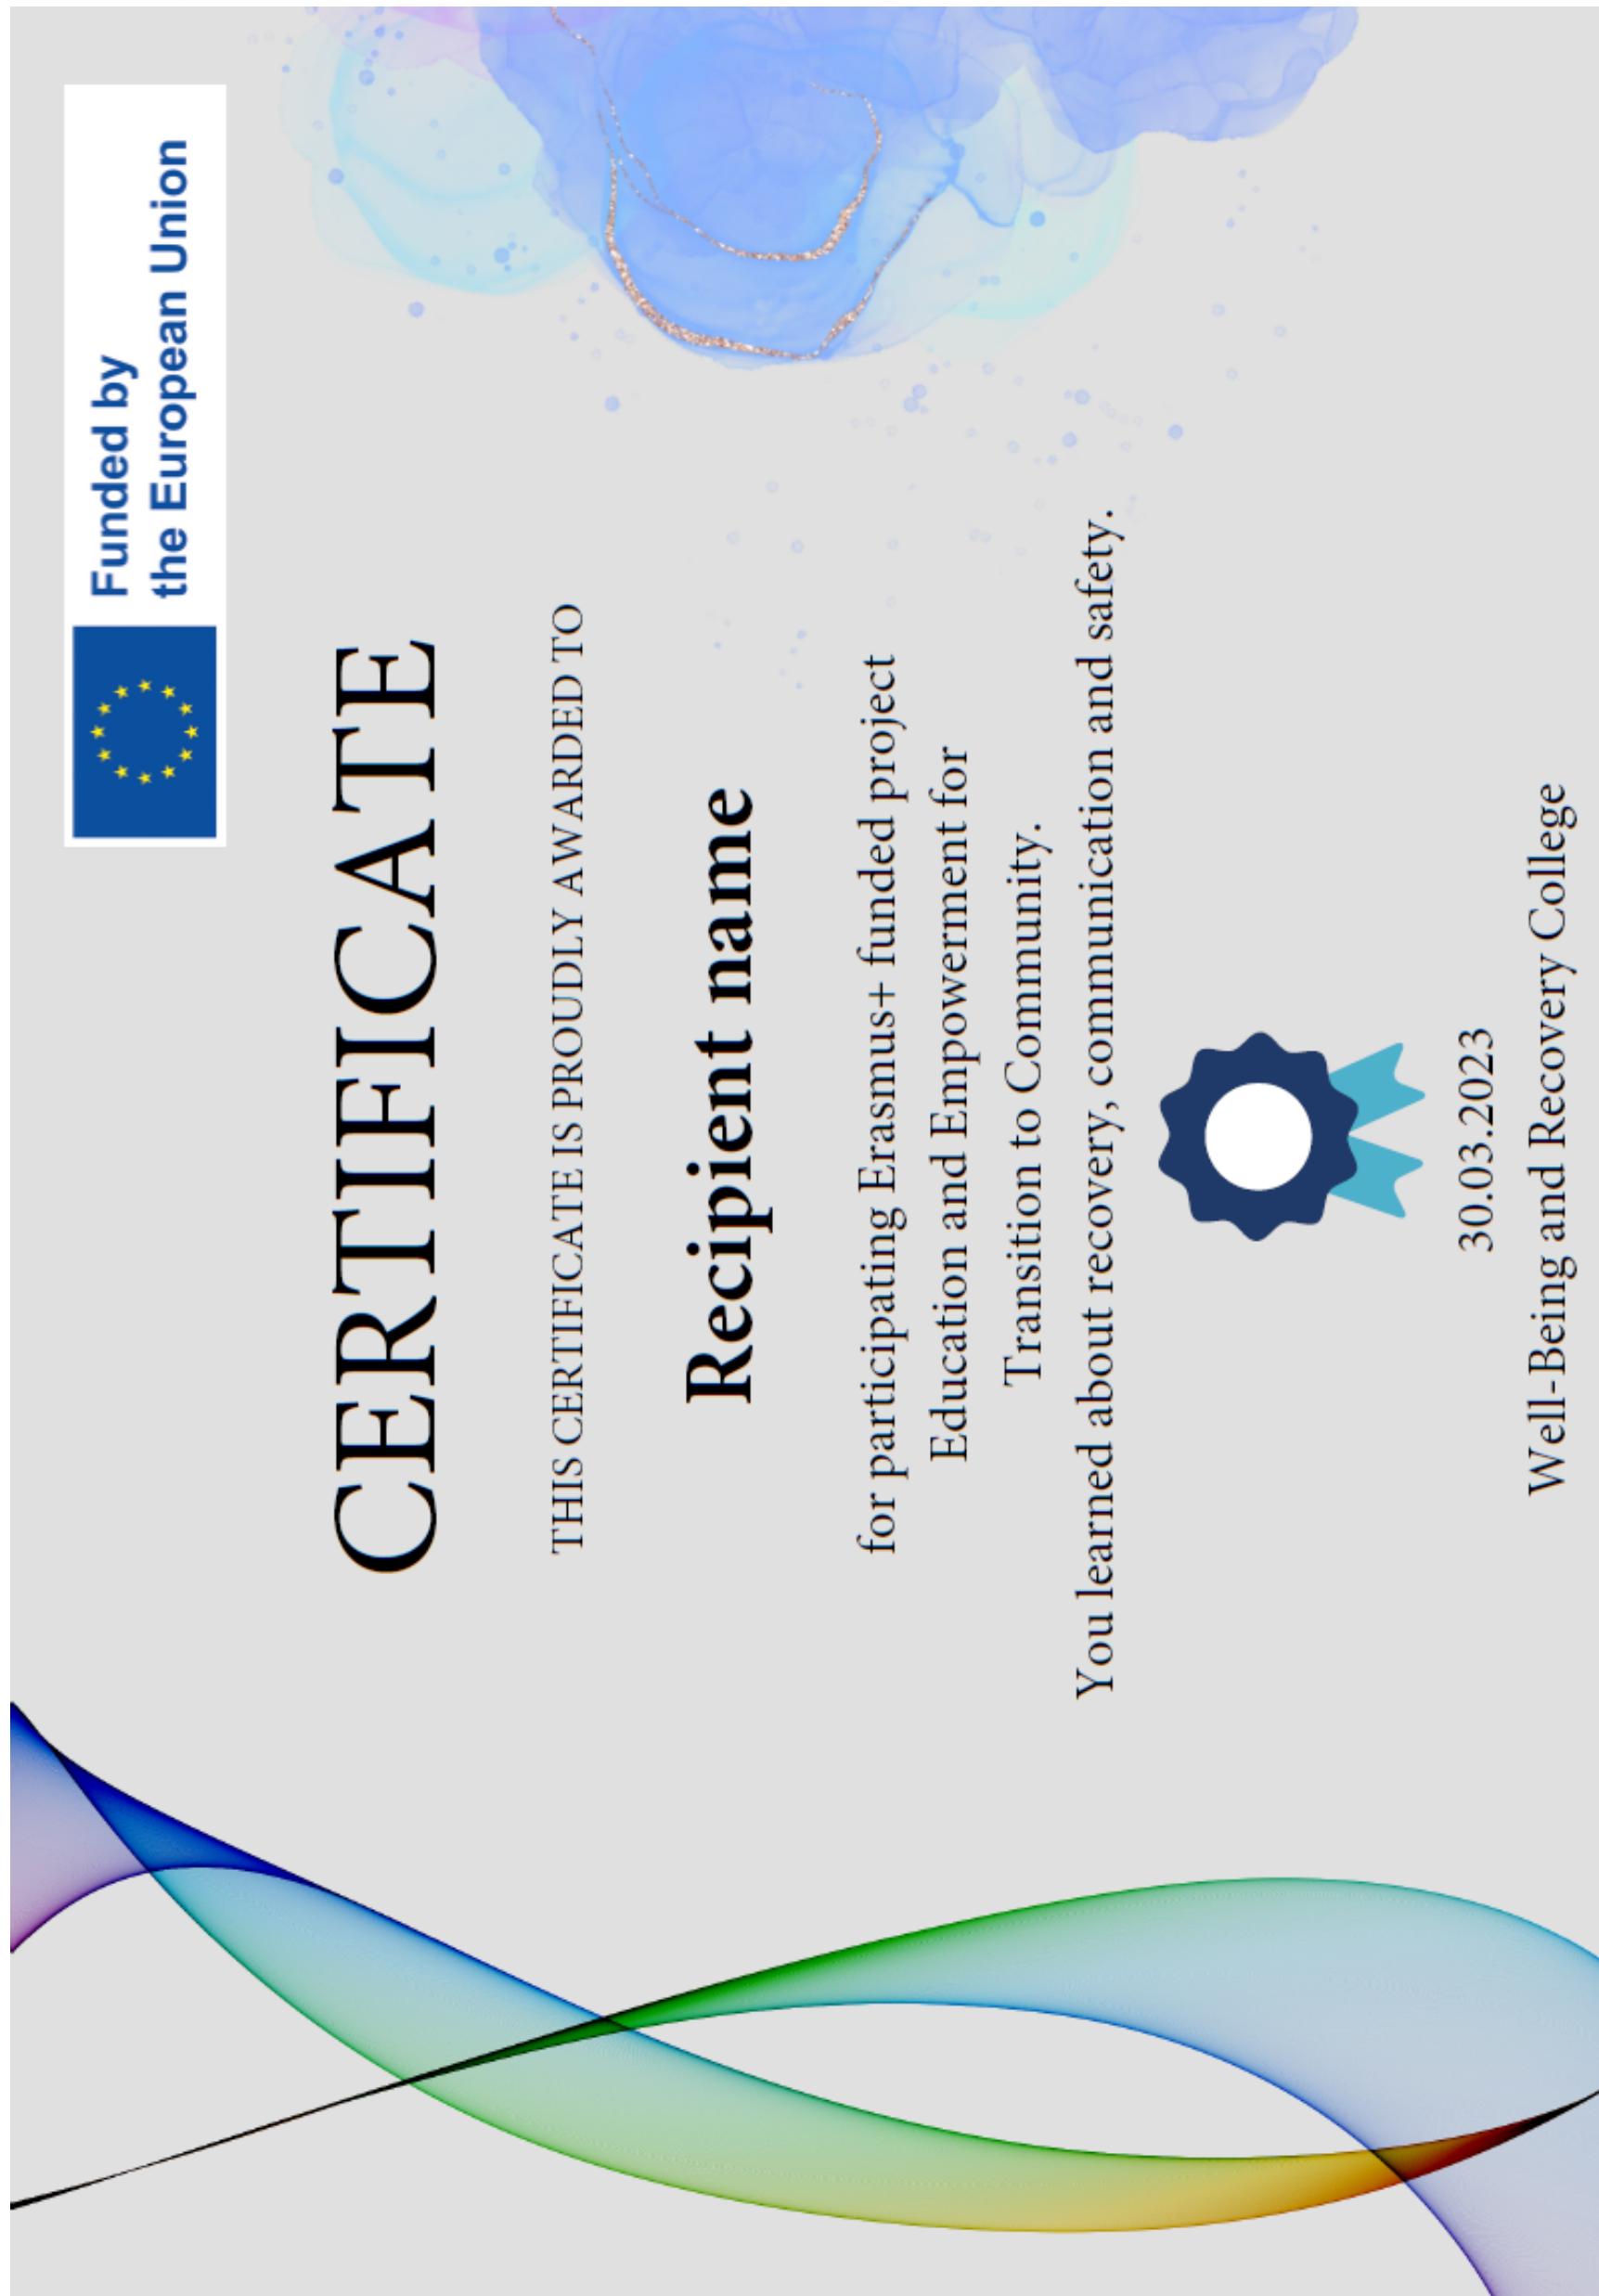 Funded by
the European Union
CERTIFICATE
THIS CERTIFICATE IS PROUDLY AWARDED TO
Recipient name
for participating Erasmus+ funded project
Education and Empowerment for
Transition to Community.
You learned about recovery, communication and safety.
30.03.2023
Well-Being and Recovery College